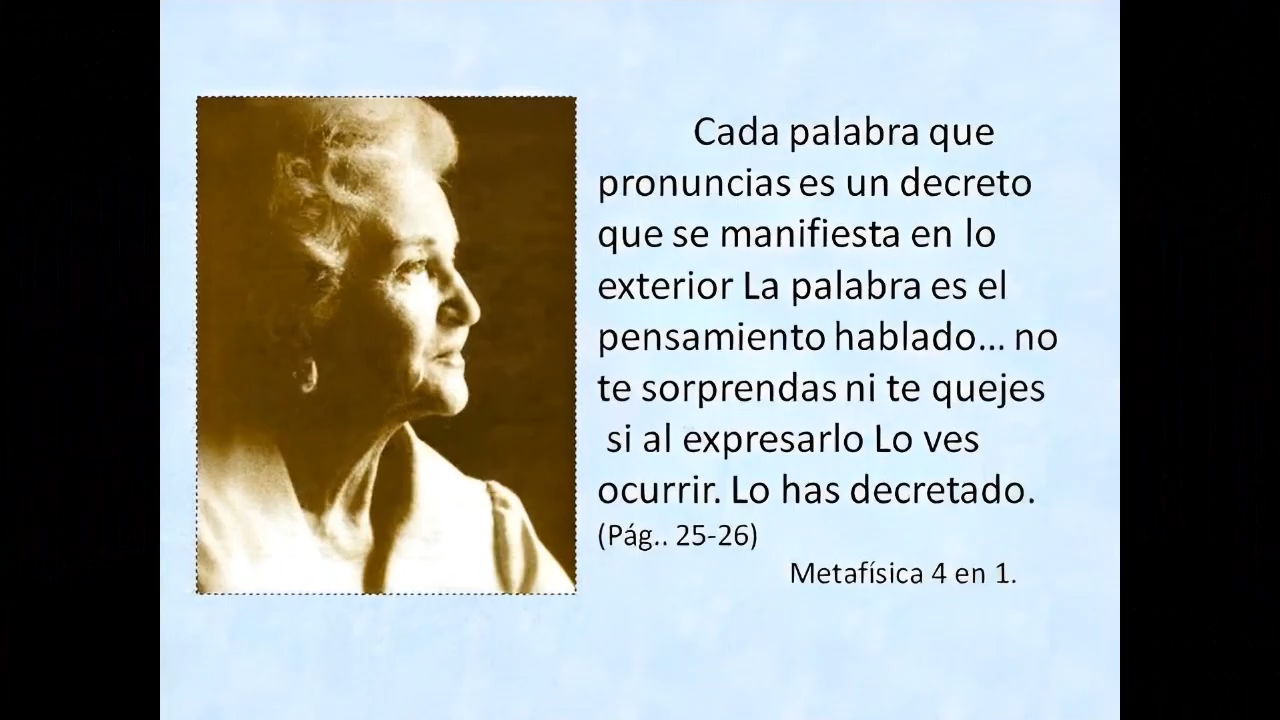 Cada palabra que
pronuncias es un decreto
que se manifiesta en lo
exterior La palabra es el
pensamiento hablado... no
te sorprendas ni te quejes
si al expresarlo Lo ves
ocurrir. Lo has decretado.
(Pág.. 25-26)
Metafísica 4 en 1.